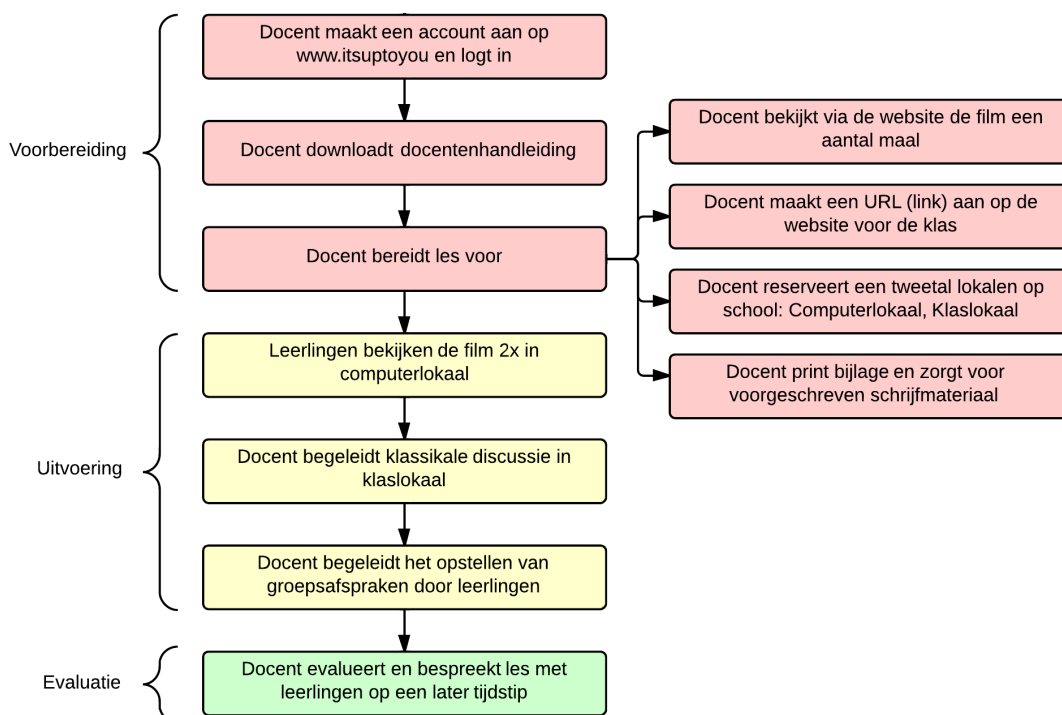 Voorbereiding
Docent maakt een account aan op
www.itsuptoyou en logt in
Docent downloadt docentenhandleiding
Docent bereidt les voor
Docent bekijkt via de website de film een
aantal maal
Docent maakt een URL (link) aan op de
website voor de klas
Docent reserveert een tweetal lokalen op
school: Computerlokaal, Klaslokaal
Docent print bijlage en zorgt voor
voorgeschreven schrijfmateriaal
Uitvoering
Leerlingen bekijken de film 2x in
computerlokaal
Docent begeleidt klassikale discussie in
klaslokaal
Docent begeleidt het opstellen van
groepsafspraken door leerlingen
Evaluatie
Docent evalueert en bespreekt les met
leerlingen op een later tijdstip